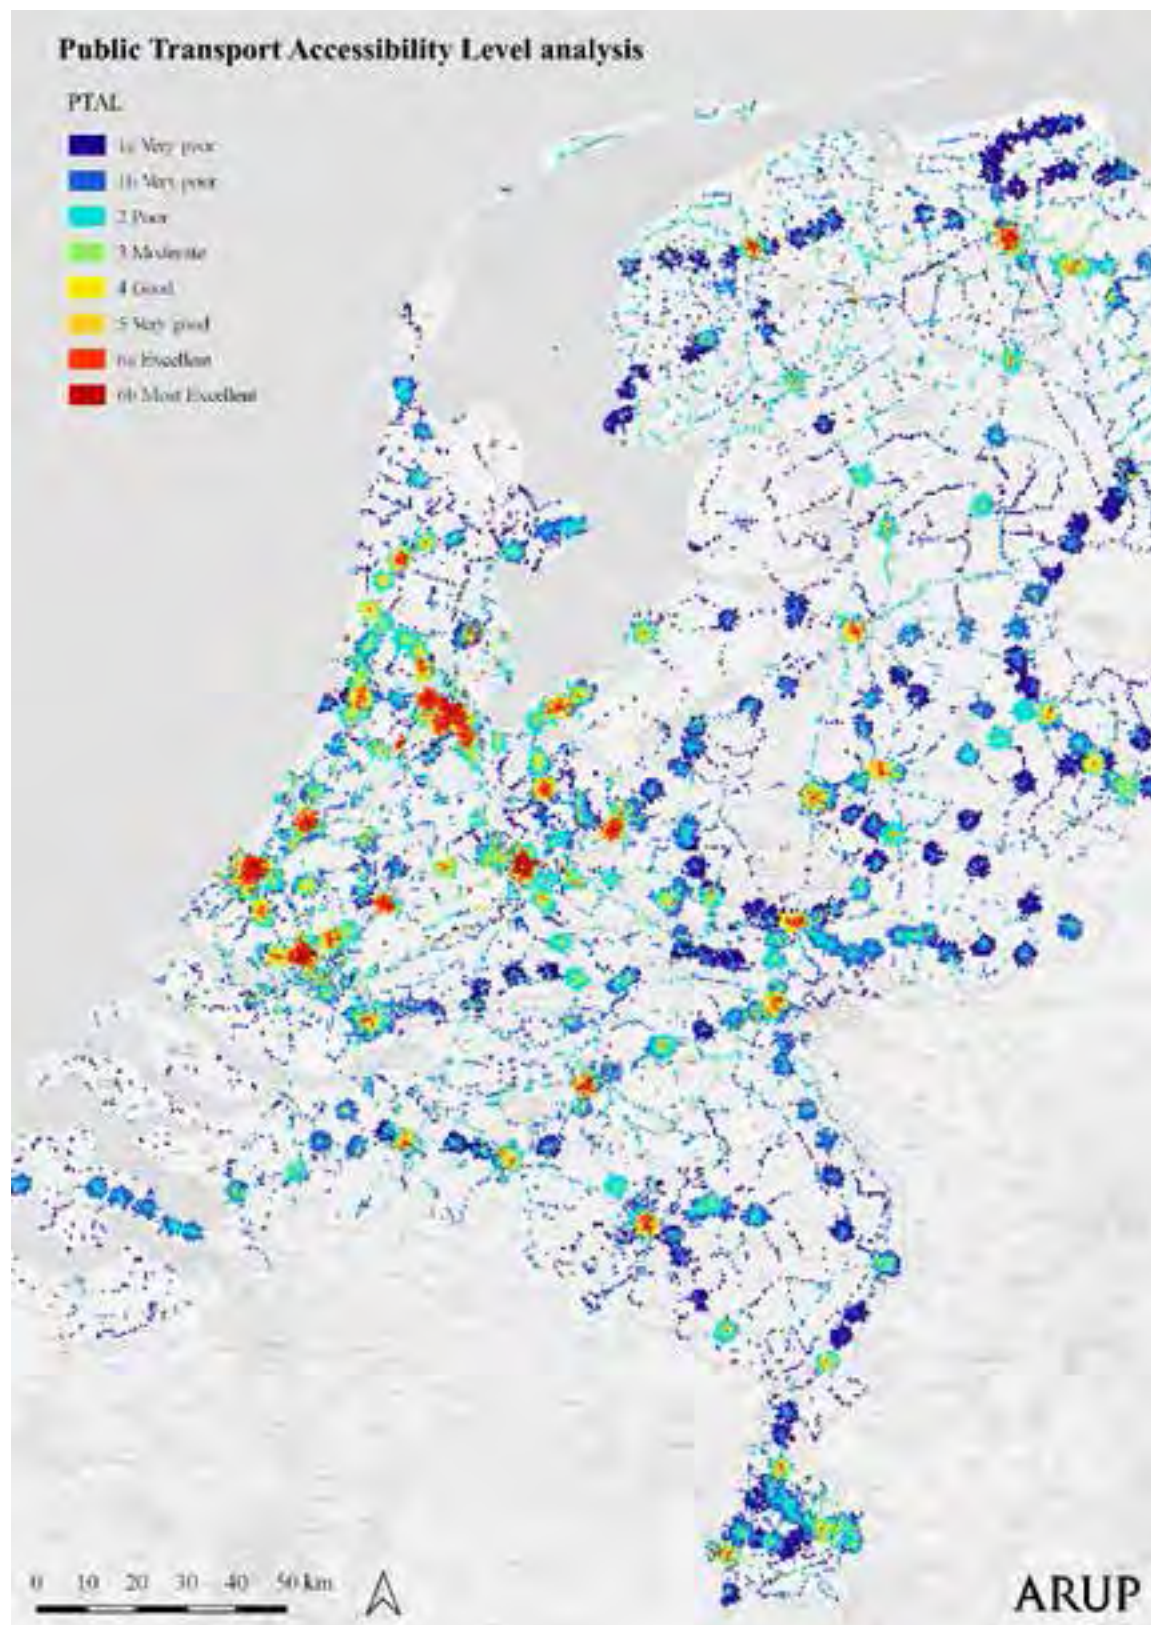 Public Transport Accessibility Level analysis
PTAL
1a Very poor
1b Very poor
2 Poor
3 Moderate
4 Good
5 Very good
6a Excellent
6b Most Excellent
0 10 20 30 40 50 km
ARUP